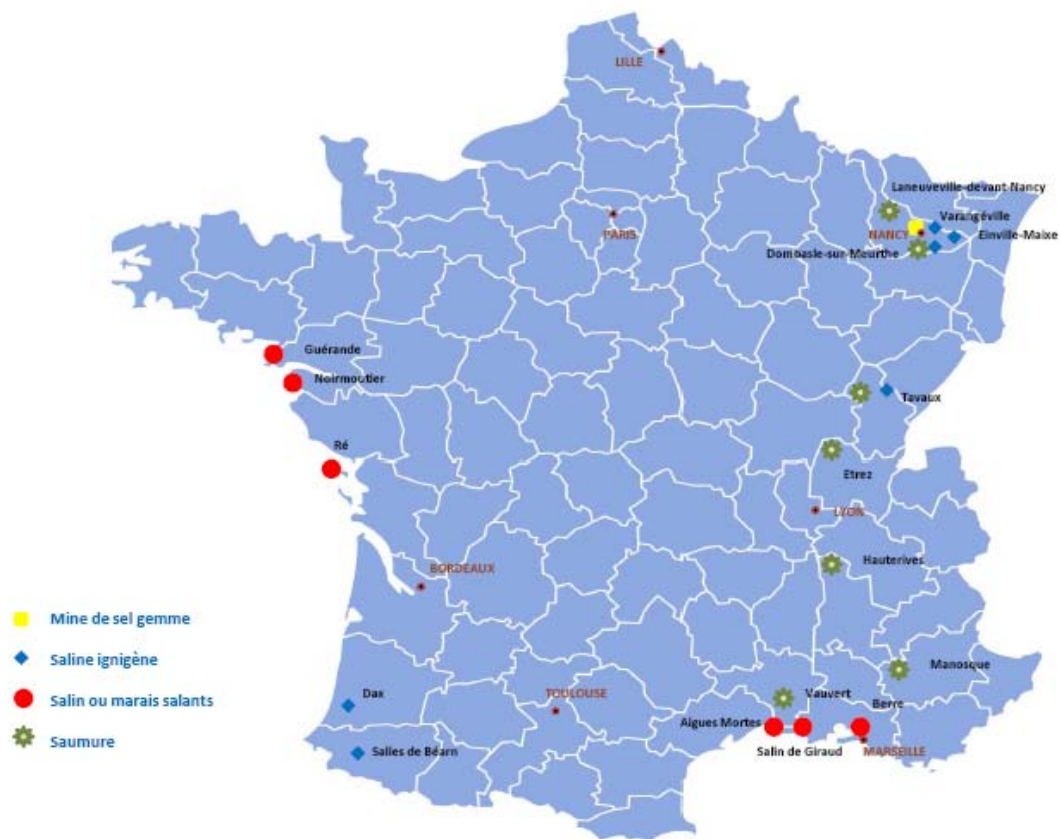 LILLE
Laneuveville-devant Nancy
Varangéville
NANCY
Einville-Maixe
PARIS
Dombasle-sur-Meurthe
Guérande
Noirmoutier
Tavaux
Ré
Etrez
LYON
Hauterives
BORDEAUX
Mine de sel gemme
Saline ignigène
Manosque
Salin ou marais salants
Dax
TOULOUSE
Vauvert
Berre
Aigues Mortes
Saumure
Salies de Béarn
Salin de Giraud
MARSEILLE